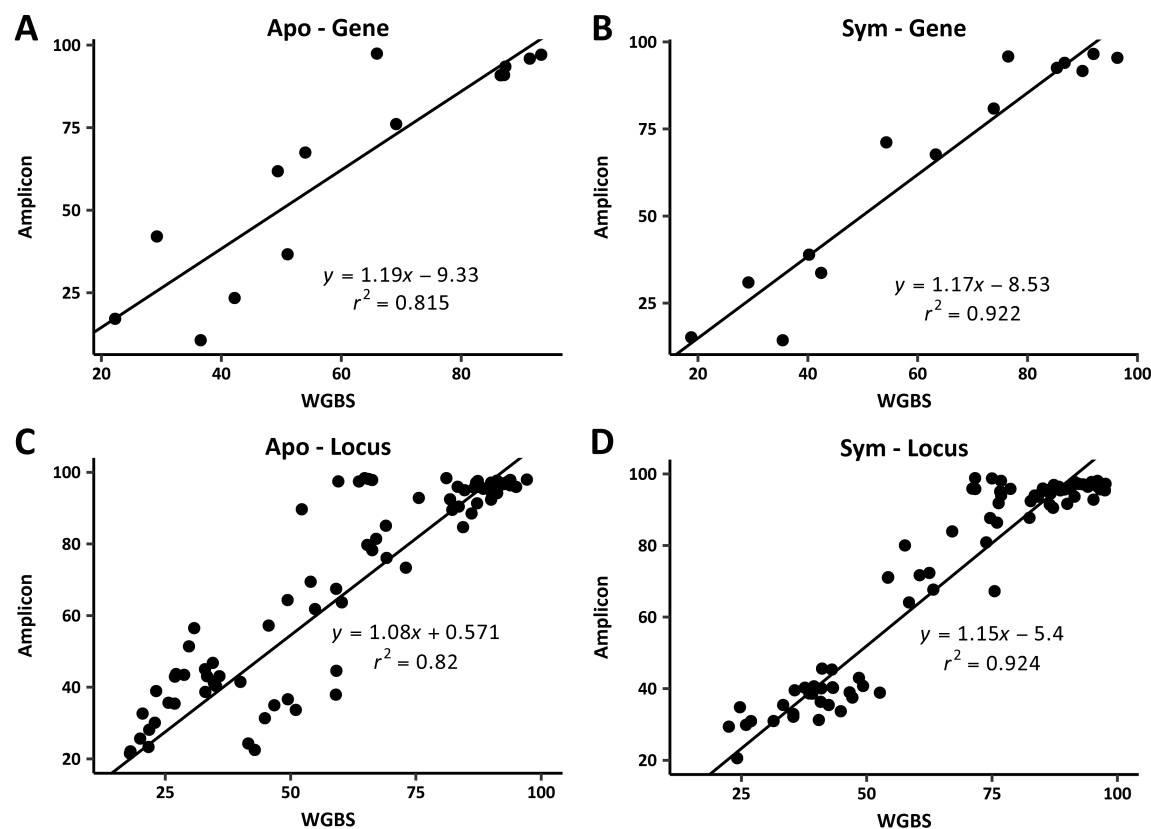 A
Apo - Gene
100
75
50
25
Amplicon
y = 1.19x − 9.33
r² = 0.815
20 40 60 80
WGBS
B
Sym - Gene
100
75
50
25
Amplicon
y = 1.17x − 8.53
r² = 0.922
20 40 60 80 100
WGBS
C
Apo - Locus
100
80
60
40
20
Amplicon
y = 1.08x + 0.571
r² = 0.82
25 50 75 100
WGBS
D
Sym - Locus
100
80
60
40
20
Amplicon
y = 1.15x − 5.4
r² = 0.924
25 50 75 100
WGBS